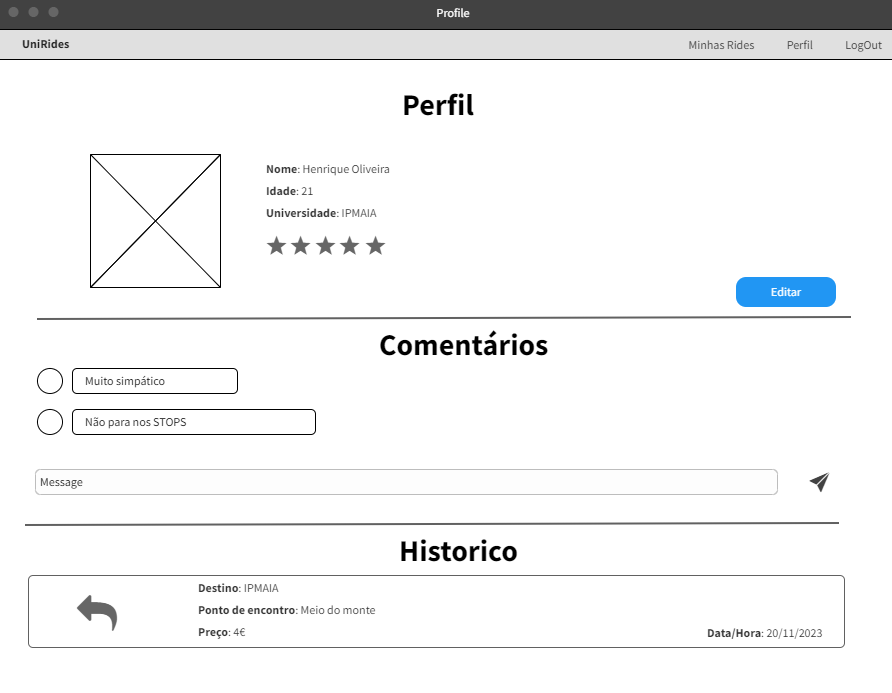 Profile
UniRides
Minhas Rides Perfil LogOut
Perfil
Nome: Henrique Oliveira
Idade: 21
Universidade: IPMAIA
Editar
Comentários
Muito simpático
Não para nos STOPS
Message
Historico
Destino: IPMAIA
Ponto de encontro: Meio do monte
Preço: 4€
Data/Hora: 20/11/2023